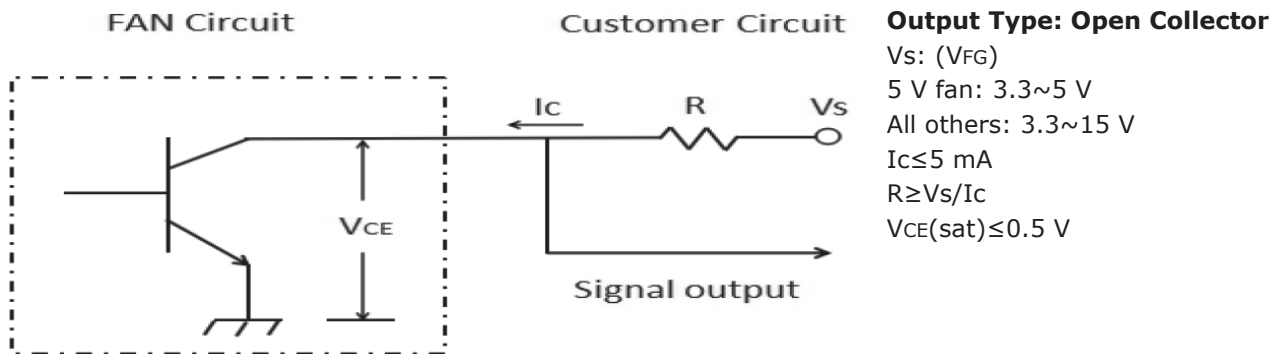 FAN Circuit
Customer Circuit
Ic
R
Vs
VCE
Signal output
Output Type: Open Collector
Vs: (VFG)
5 V fan: 3.3~5 V
All others: 3.3~15 V
Ic≤5 mA
R≥Vs/Ic
VCE(sat)≤0.5 V